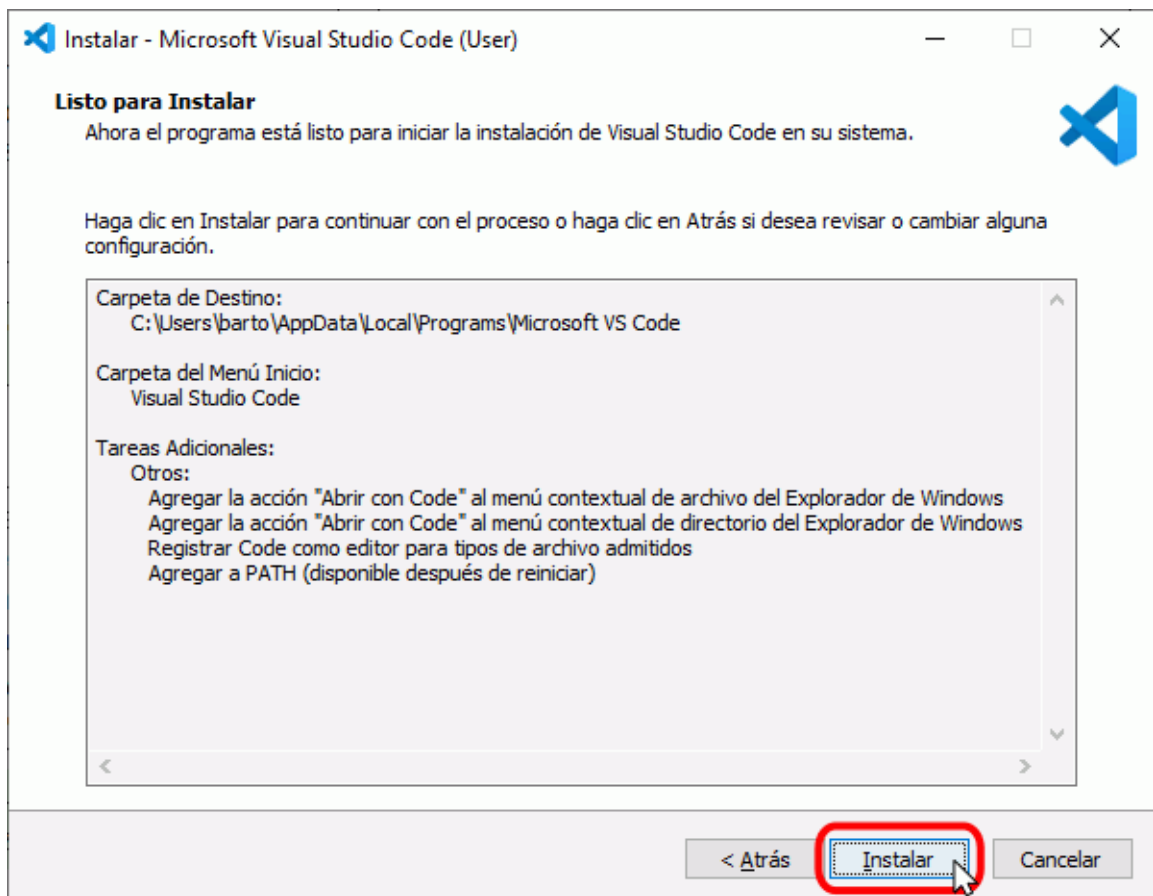 Instalar - Microsoft Visual Studio Code (User)
Listo para Instalar
Ahora el programa está listo para iniciar la instalación de Visual Studio Code en su sistema.
Haga clic en Instalar para continuar con el proceso o haga clic en Atrás si desea revisar o cambiar alguna
configuración.
Carpeta de Destino:
C:\Users\barto\AppData\Local\Programs\Microsoft VS Code
Carpeta del Menú Inicio:
Visual Studio Code
Tareas Adicionales:
Otros:
Agregar la acción "Abrir con Code" al menú contextual de archivo del Explorador de Windows
Agregar la acción "Abrir con Code" al menú contextual de directorio del Explorador de Windows
Registrar Code como editor para tipos de archivo admitidos
Agregar a PATH (disponible después de reiniciar)
< Atrás
Instalar
Cancelar